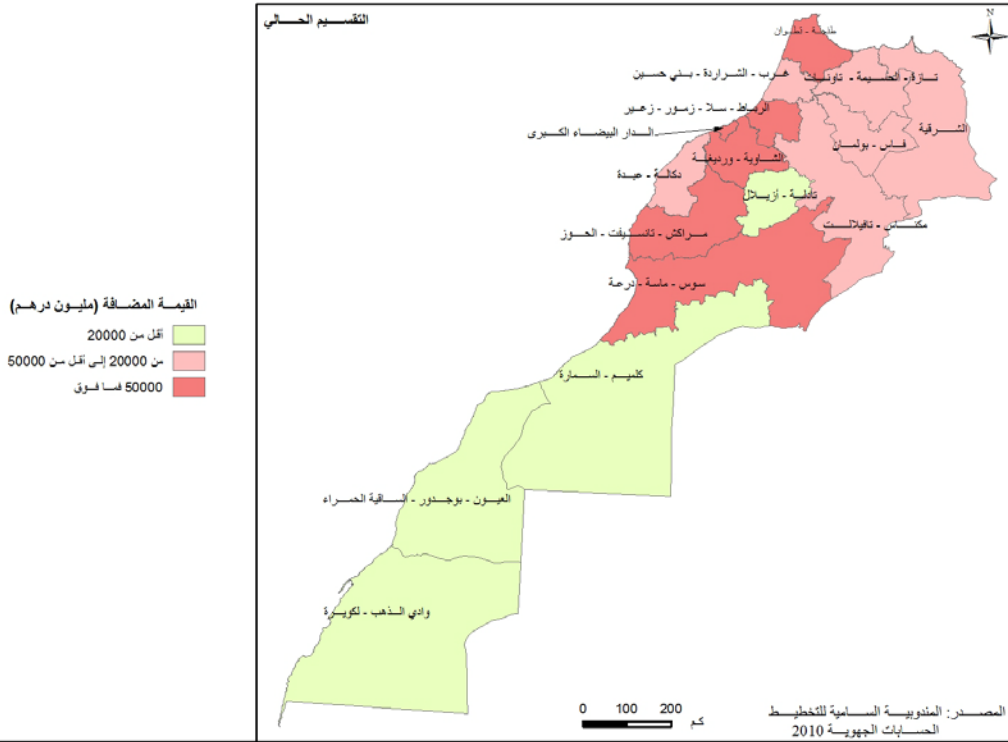 التقسيم الحالي
N
طنجة - تطوان
غرب - الشراردة - بني حسين
تازة - الحسيمة - تاونات
الرباط - سلا - زمور - زعير
الدار البيضاء الكبرى
الشرقية
فاس - بولمان
الشاوية - ورديغية
دكالة - عبدة
تادلة - أزيلال
مكناس - تافيلالت
مراكش - تانسيفت - الحوز
سوس - ماسة - درعة
القيمة المضافة (مليون درهم)
أقل من 20000
من 20000 إلى أقل من 50000
50000 فما فوق
كلميم - السمارة
العيون - بوجدور - الساقية الحمراء
وادي الذهب - لكويرة
0 100 200
كم
المصدر: المندوبية السامية للتخطيط
الحسابات الجهوية 2010